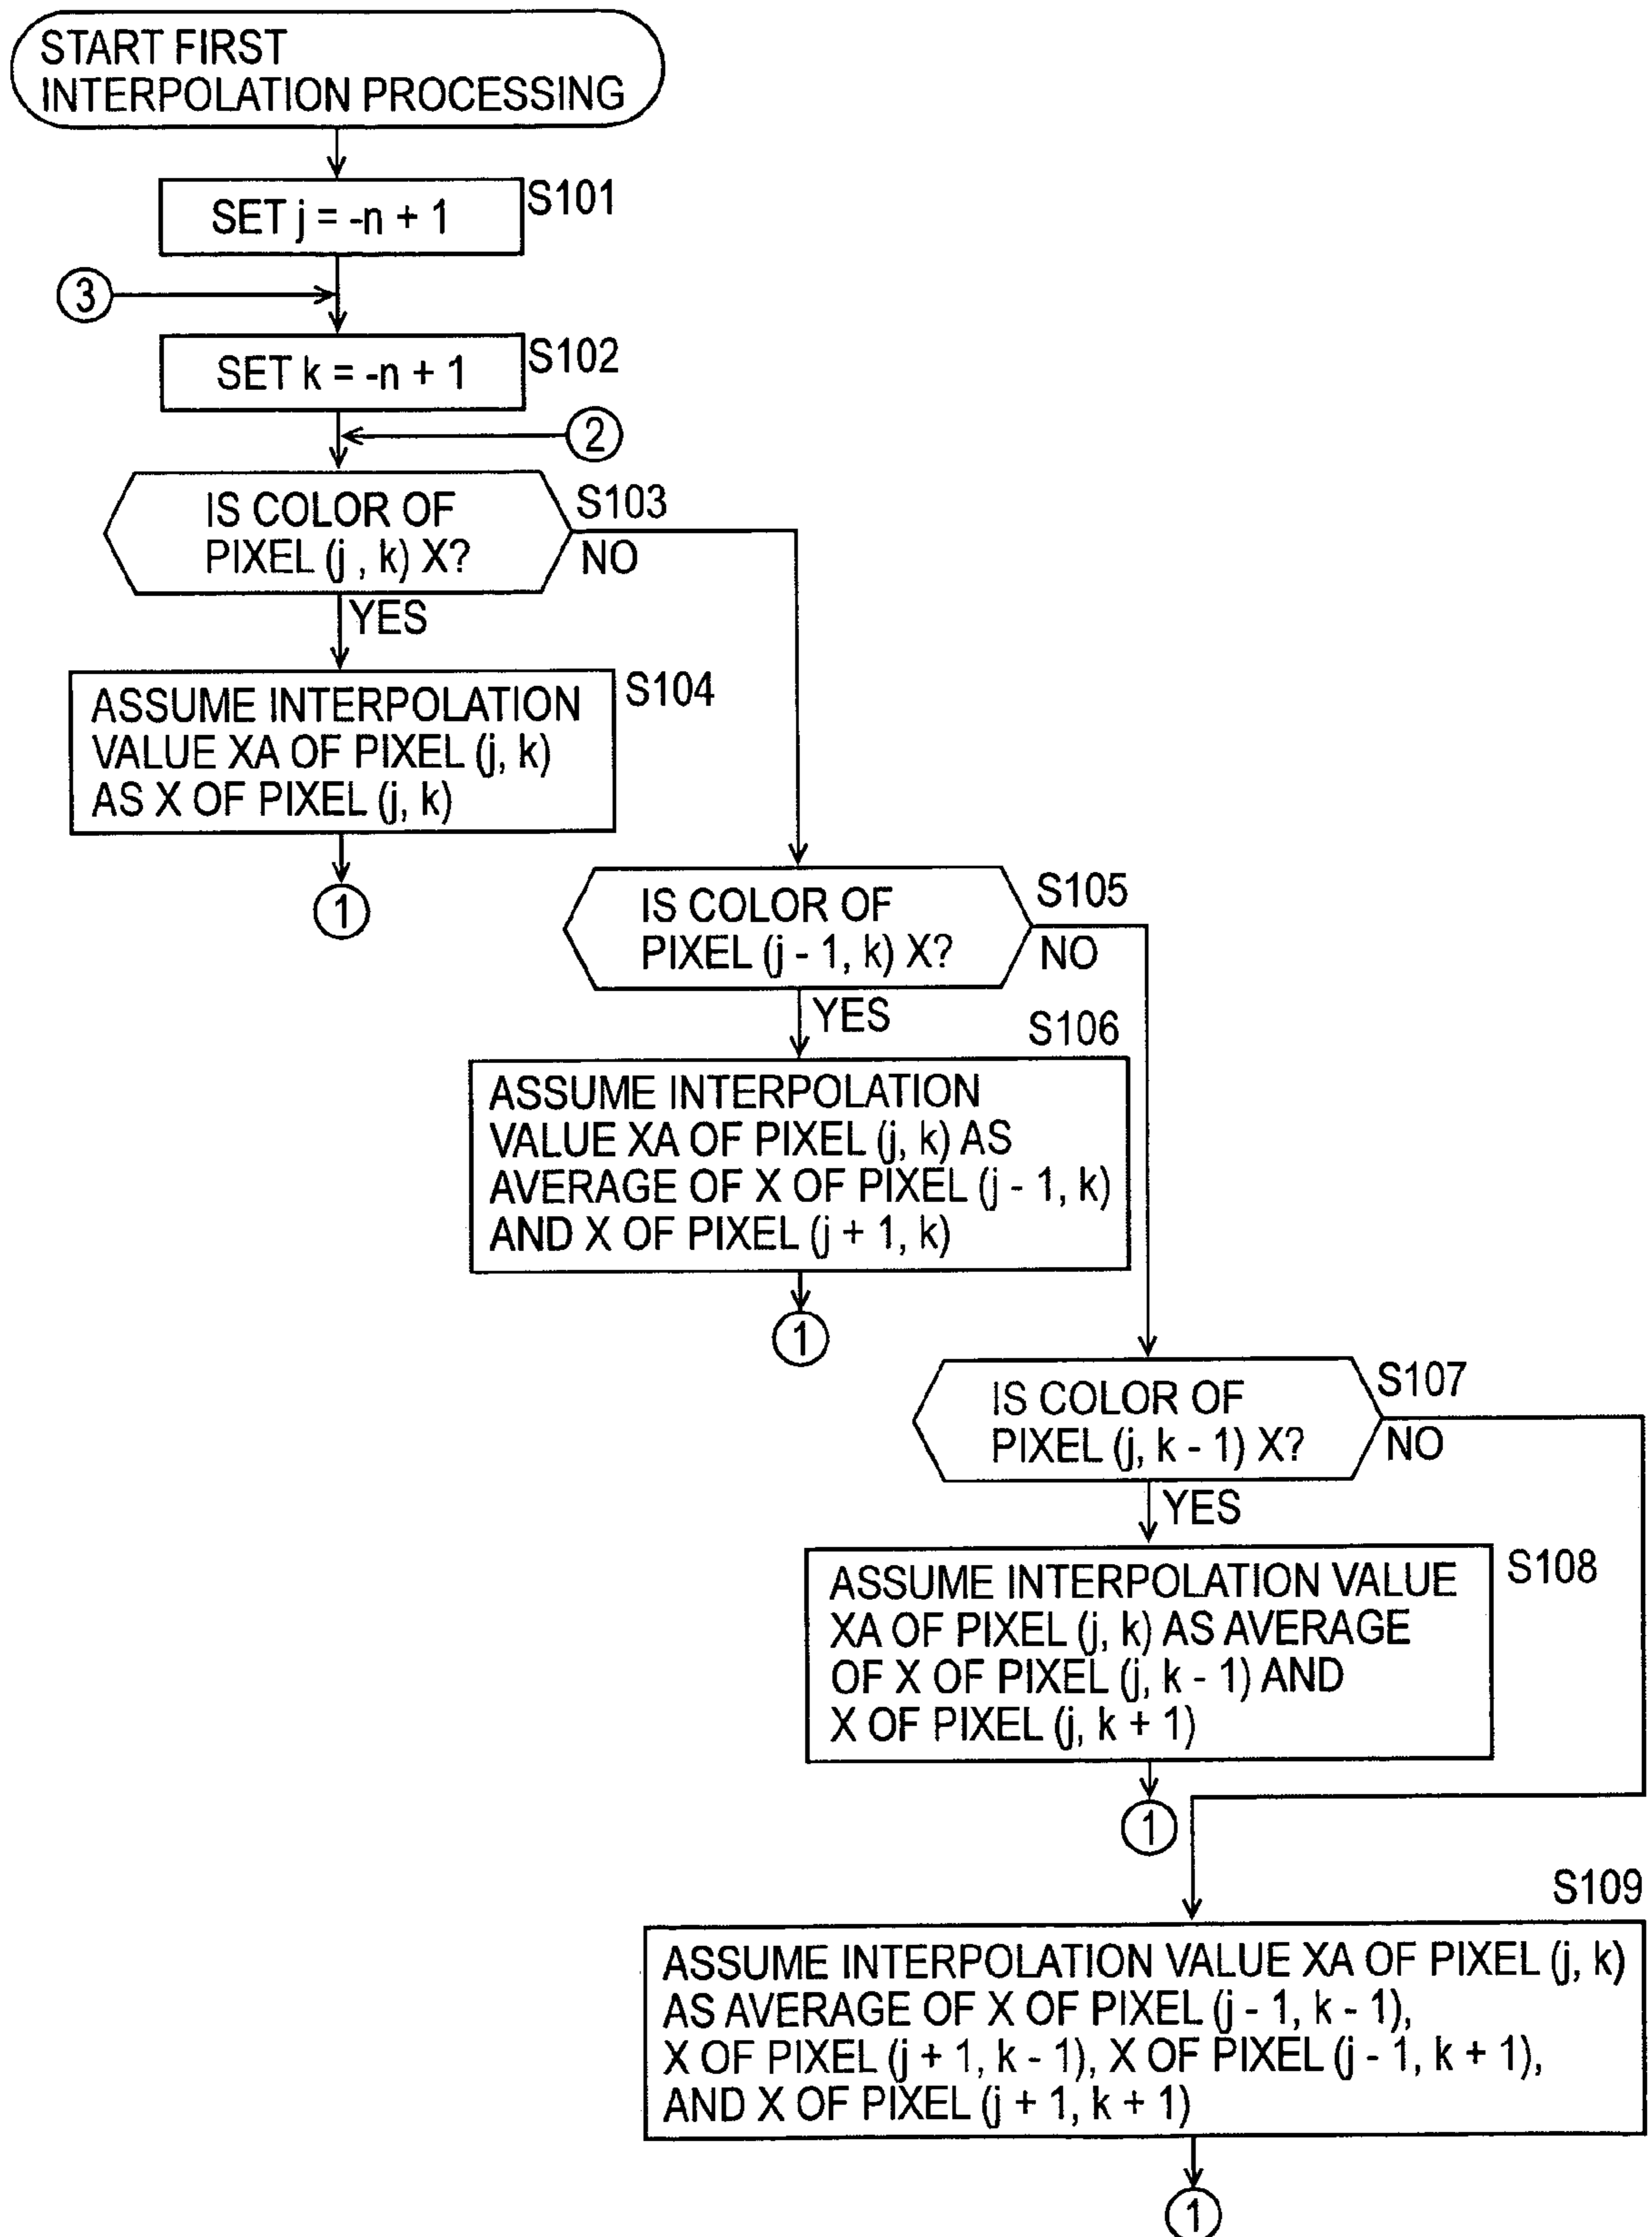 START FIRST
INTERPOLATION PROCESSING
SET j = -n + 1
S101
3
SET k = -n + 1
S102
2
IS COLOR OF
PIXEL (j , k) X?
S103
NO
YES
ASSUME INTERPOLATION
VALUE XA OF PIXEL (j, k)
AS X OF PIXEL (j, k)
S104
1
IS COLOR OF
PIXEL (j - 1, k) X?
S105
NO
YES
S106
ASSUME INTERPOLATION
VALUE XA OF PIXEL (j, k) AS
AVERAGE OF X OF PIXEL (j - 1, k)
AND X OF PIXEL (j + 1, k)
1
IS COLOR OF
PIXEL (j, k - 1) X?
S107
NO
YES
ASSUME INTERPOLATION VALUE
XA OF PIXEL (j, k) AS AVERAGE
OF X OF PIXEL (j, k - 1) AND
X OF PIXEL (j, k + 1)
S108
1
S109
ASSUME INTERPOLATION VALUE XA OF PIXEL (j, k)
AS AVERAGE OF X OF PIXEL (j - 1, k - 1),
X OF PIXEL (j + 1, k - 1), X OF PIXEL (j - 1, k + 1),
AND X OF PIXEL (j + 1, k + 1)
1